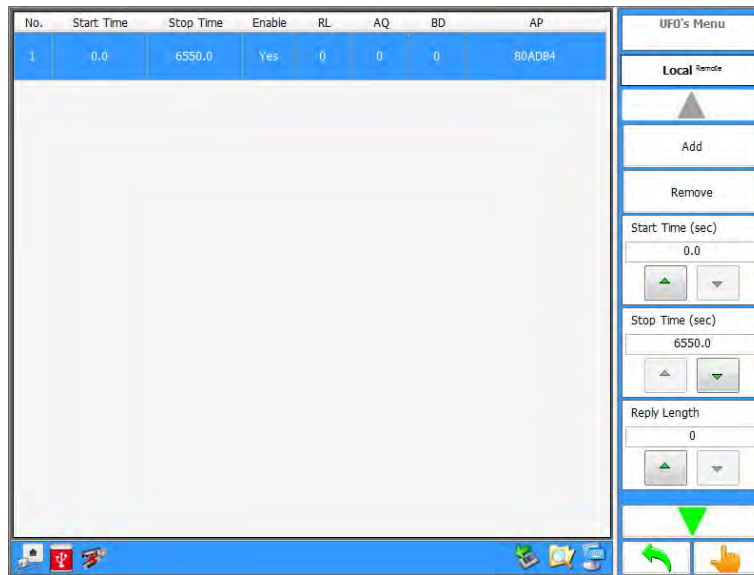 No. Start Time Stop Time Enable RL AQ BD AP
1 0.0 6550.0 Yes 0 0 0 80ADB4
UFO's Menu
Local Remote
Add
Remove
Start Time (sec)
0.0
Stop Time (sec)
6550.0
Reply Length
0